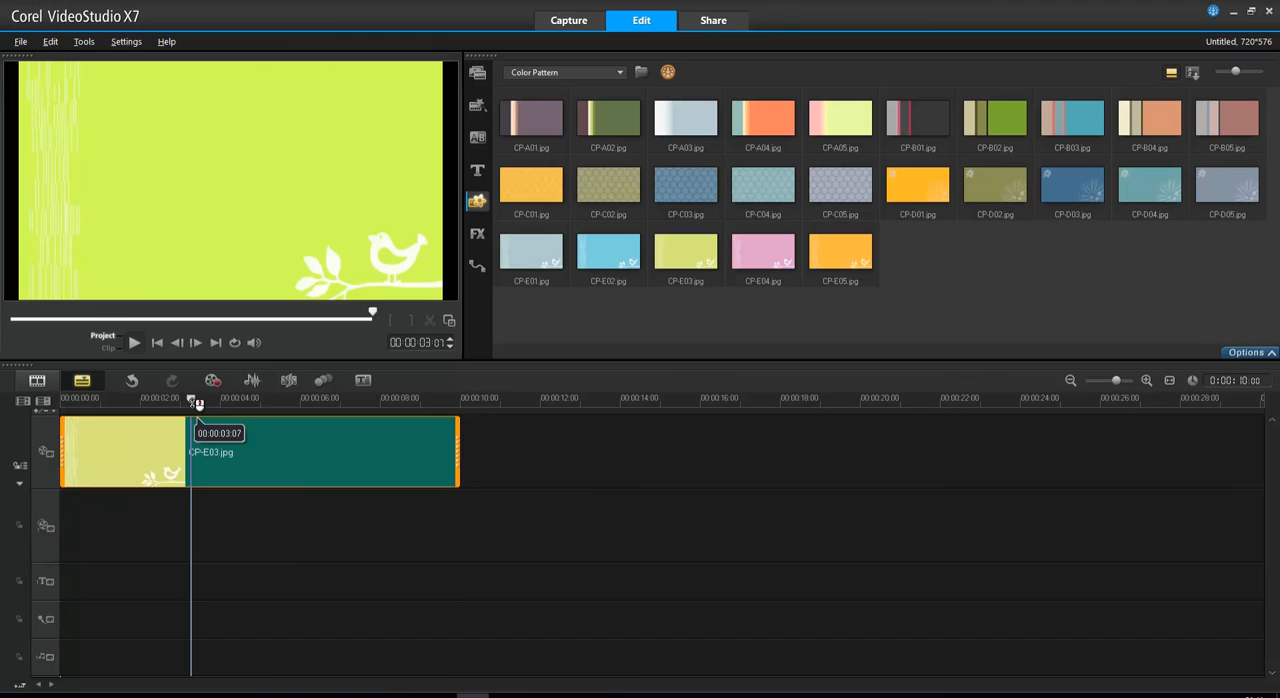 Corel VideoStudio X7
Capture
Edit
Share
File Edit Tools Settings Help
Untitled, 720*576
Color Pattern
CP-A01.jpg CP-A02.jpg CP-A03.jpg CP-A04.jpg CP-A05.jpg CP-B01.jpg CP-B02.jpg CP-B03.jpg CP-B04.jpg CP-B05.jpg
CP-C01.jpg CP-C02.jpg CP-C03.jpg CP-C04.jpg CP-C05.jpg CP-D01.jpg CP-D02.jpg CP-D03.jpg CP-D04.jpg CP-D05.jpg
CP-E01.jpg CP-E02.jpg CP-E03.jpg CP-E04.jpg CP-E05.jpg
AB
T
FX
Project
Clip
00:00:03:07
Options
0:00:10:00
00:00:00:00 00:00:02:00 00:00:04:00 00:00:06:00 00:00:08:00 00:00:10:00 00:00:12:00 00:00:14:00 00:00:16:00 00:00:18:00 00:00:20:00 00:00:22:00 00:00:24:00 00:00:26:00 00:00:28:00
00:00:03:07
CP-E03.jpg